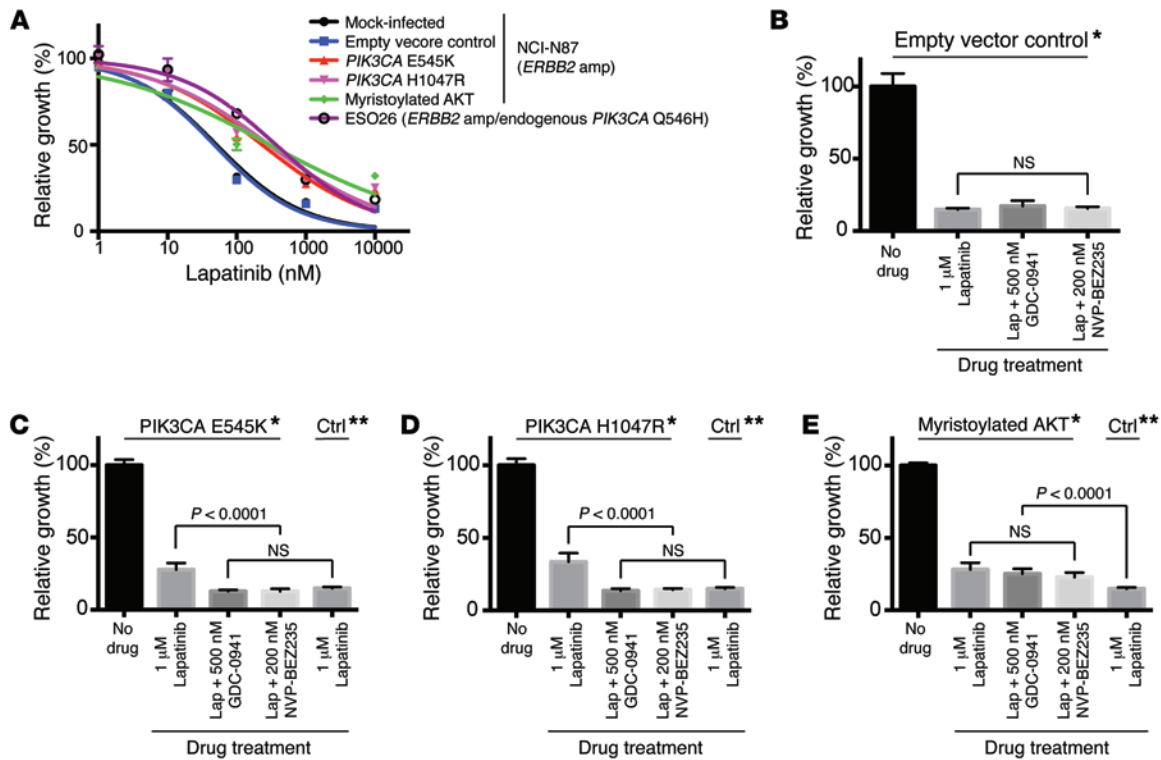 A
Relative growth (%)
100
50
0
1
10
100
1000
10000
Lapatinib (nM)
Mock-infected
Empty vecore control
PIK3CA E545K
PIK3CA H1047R
Myristoylated AKT
ESO26 (ERBB2 amp/endogenous PIK3CA Q546H)
NCI-N87
(ERBB2 amp)
B
Empty vector control*
Relative growth (%)
100
50
0
NS
No
drug
1 µM
Lapatinib
Lap + 500 nM
GDC-0941
Lap + 200 nM
NVP-BEZ235
Drug treatment
C
PIK3CA E545K*
Ctrl**
Relative growth (%)
100
50
0
P < 0.0001
NS
No
drug
1 µM
Lapatinib
Lap + 500 nM
GDC-0941
Lap + 200 nM
NVP-BEZ235
1 µM
Lapatinib
Drug treatment
D
PIK3CA H1047R*
Ctrl**
Relative growth (%)
100
50
0
P < 0.0001
NS
No
drug
1 µM
Lapatinib
Lap + 500 nM
GDC-0941
Lap + 200 nM
NVP-BEZ235
1 µM
Lapatinib
Drug treatment
E
Myristoylated AKT*
Ctrl**
Relative growth (%)
100
50
0
P < 0.0001
NS
No
drug
1 µM
Lapatinib
Lap + 500 nM
GDC-0941
Lap + 200 nM
NVP-BEZ235
1 µM
Lapatinib
Drug treatment